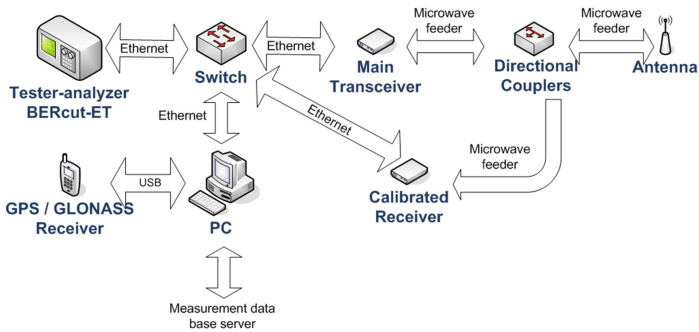 Microwave
feeder
Microwave
feeder
Ethernet
Ethernet
Tester-analyzer
BERcut-ET
Switch
Main
Transceiver
Directional
Couplers
Antenna
Ethernet
Ethernet
Microwave
feeder
USB
GPS / GLONASS
Receiver
PC
Calibrated
Receiver
Measurement data
base server